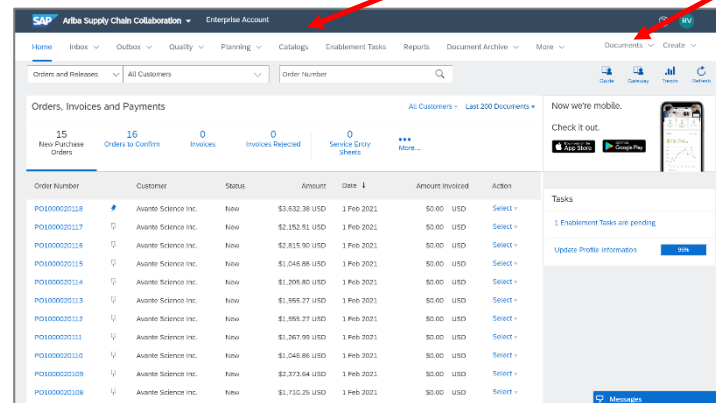 SAP Ariba Supply Chain Collaboration Enterprise Account RV
Home Inbox Outbox Quality Planning Catalogs Enablement Tasks Reports Document Archive More Documents Create
Orders and Releases All Customers Order Number
Guide Gateway Trends Refresh
Orders, Invoices and Payments All Customers Last 200 Documents
Now we're mobile.
Check it out.
App Store Google Play
15 16 0 0 0
New Purchase Orders to Confirm Invoices Invoices Rejected Service Entry More...
Orders Sheets
Order Number Customer Status Amount Date ↓ Amount Invoiced Action
PO1000020118 Avante Science Inc. New $3,632.38 USD 1 Feb 2021 $0.00 USD Select
PO1000020117 Avante Science Inc. New $2,152.51 USD 1 Feb 2021 $0.00 USD Select
PO1000020116 Avante Science Inc. New $2,815.90 USD 1 Feb 2021 $0.00 USD Select
PO1000020115 Avante Science Inc. New $1,046.86 USD 1 Feb 2021 $0.00 USD Select
PO1000020114 Avante Science Inc. New $1,205.80 USD 1 Feb 2021 $0.00 USD Select
PO1000020113 Avante Science Inc. New $1,555.27 USD 1 Feb 2021 $0.00 USD Select
PO1000020112 Avante Science Inc. New $1,555.27 USD 1 Feb 2021 $0.00 USD Select
PO1000020111 Avante Science Inc. New $1,267.99 USD 1 Feb 2021 $0.00 USD Select
PO1000020110 Avante Science Inc. New $1,046.86 USD 1 Feb 2021 $0.00 USD Select
PO1000020109 Avante Science Inc. New $2,373.64 USD 1 Feb 2021 $0.00 USD Select
PO1000020108 Avante Science Inc. New $1,710.25 USD 1 Feb 2021 $0.00 USD Select
Tasks
1 Enablement Tasks are pending
Update Profile Information 95%
Messages